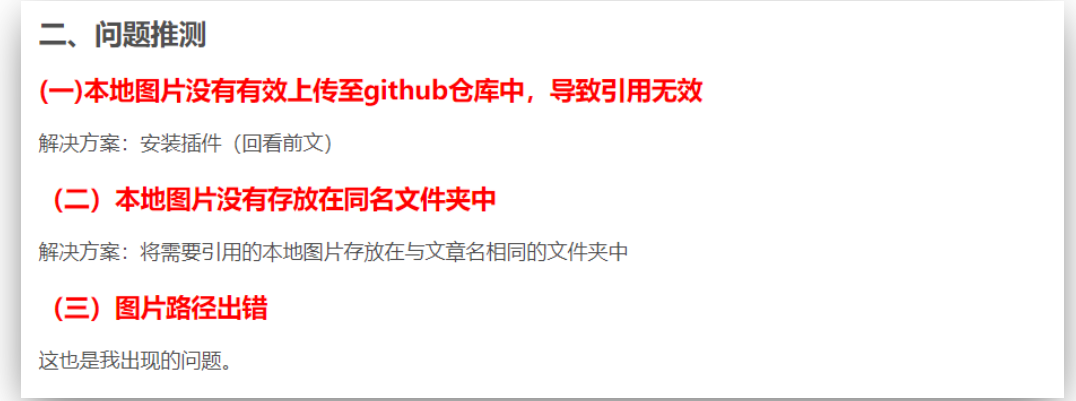 二、问题推测
(一)本地图片没有有效上传至github仓库中，导致引用无效
解决方案：安装插件（回看前文）
（二）本地图片没有存放在同名文件夹中
解决方案：将需要引用的本地图片存放在与文章名相同的文件夹中
（三）图片路径出错
这也是我出现的问题。